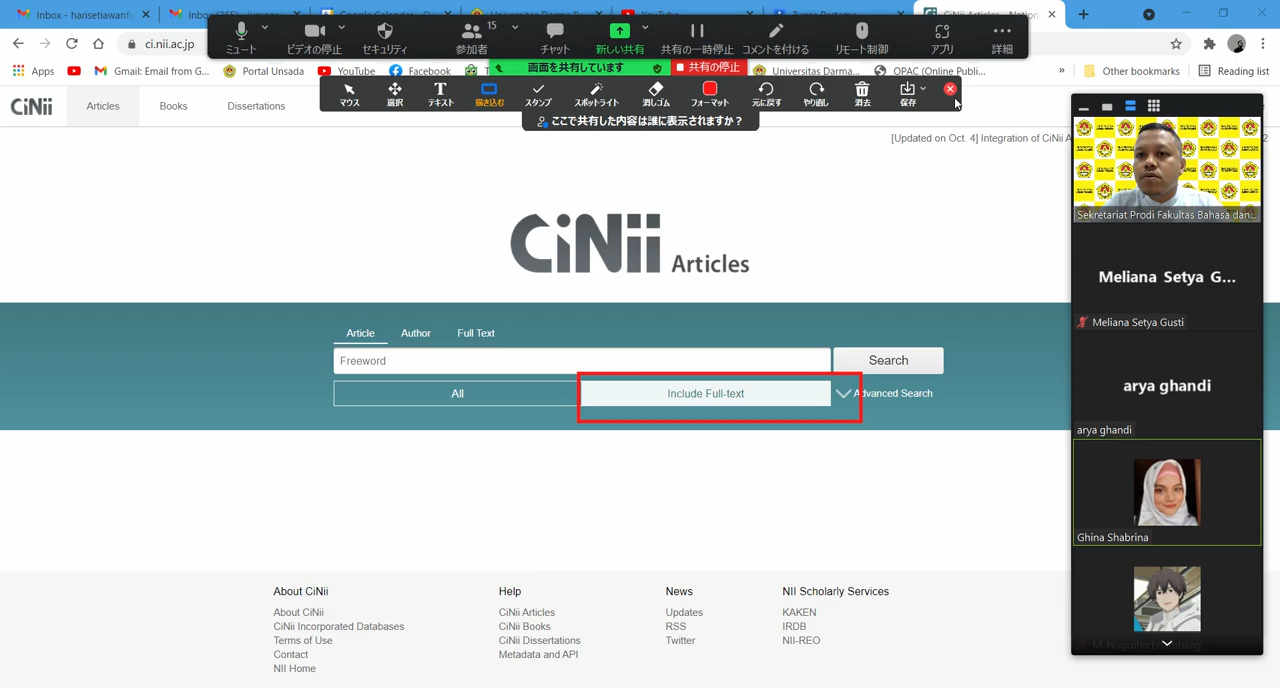 Inbox - harisetiawanf
Inbox (365)
Google Calendar
YouTube
CiNii Articles - Nation
ci.nii.ac.jp
ミュート
ビデオの停止
セキュリティ
参加者
15
チャット
新しい共有
共有の一時停止
コメントを付ける
リモート制御
アプリ
詳細
Apps
Gmail: Email from G...
Portal Unsada
YouTube
Facebook
画面を共有しています
共有の停止
Universitas Darma...
OPAC (Online Publi...
»
Other bookmarks
Reading list
マウス
選択
テキスト
描き込む
スタンプ
スポットライト
消しゴム
フォーマット
元に戻す
やり直し
消去
保存
ここで共有した内容は誰に表示されますか？
CiNii
Articles
Books
Dissertations
[Updated on Oct. 4] Integration of CiNii A
CiNii Articles
Article
Author
Full Text
Freeword
Search
All
Include Full-text
Advanced Search
Sekretariat Prodi Fakultas Bahasa dan...
Meliana Setya G...
Meliana Setya Gusti
arya ghandi
arya ghandi
Ghina Shabrina
About CiNii
About CiNii
CiNii Incorporated Databases
Terms of Use
Contact
NII Home
Help
CiNii Articles
CiNii Books
CiNii Dissertations
Metadata and API
News
Updates
RSS
Twitter
NII Scholarly Services
KAKEN
IRDB
NII-REO